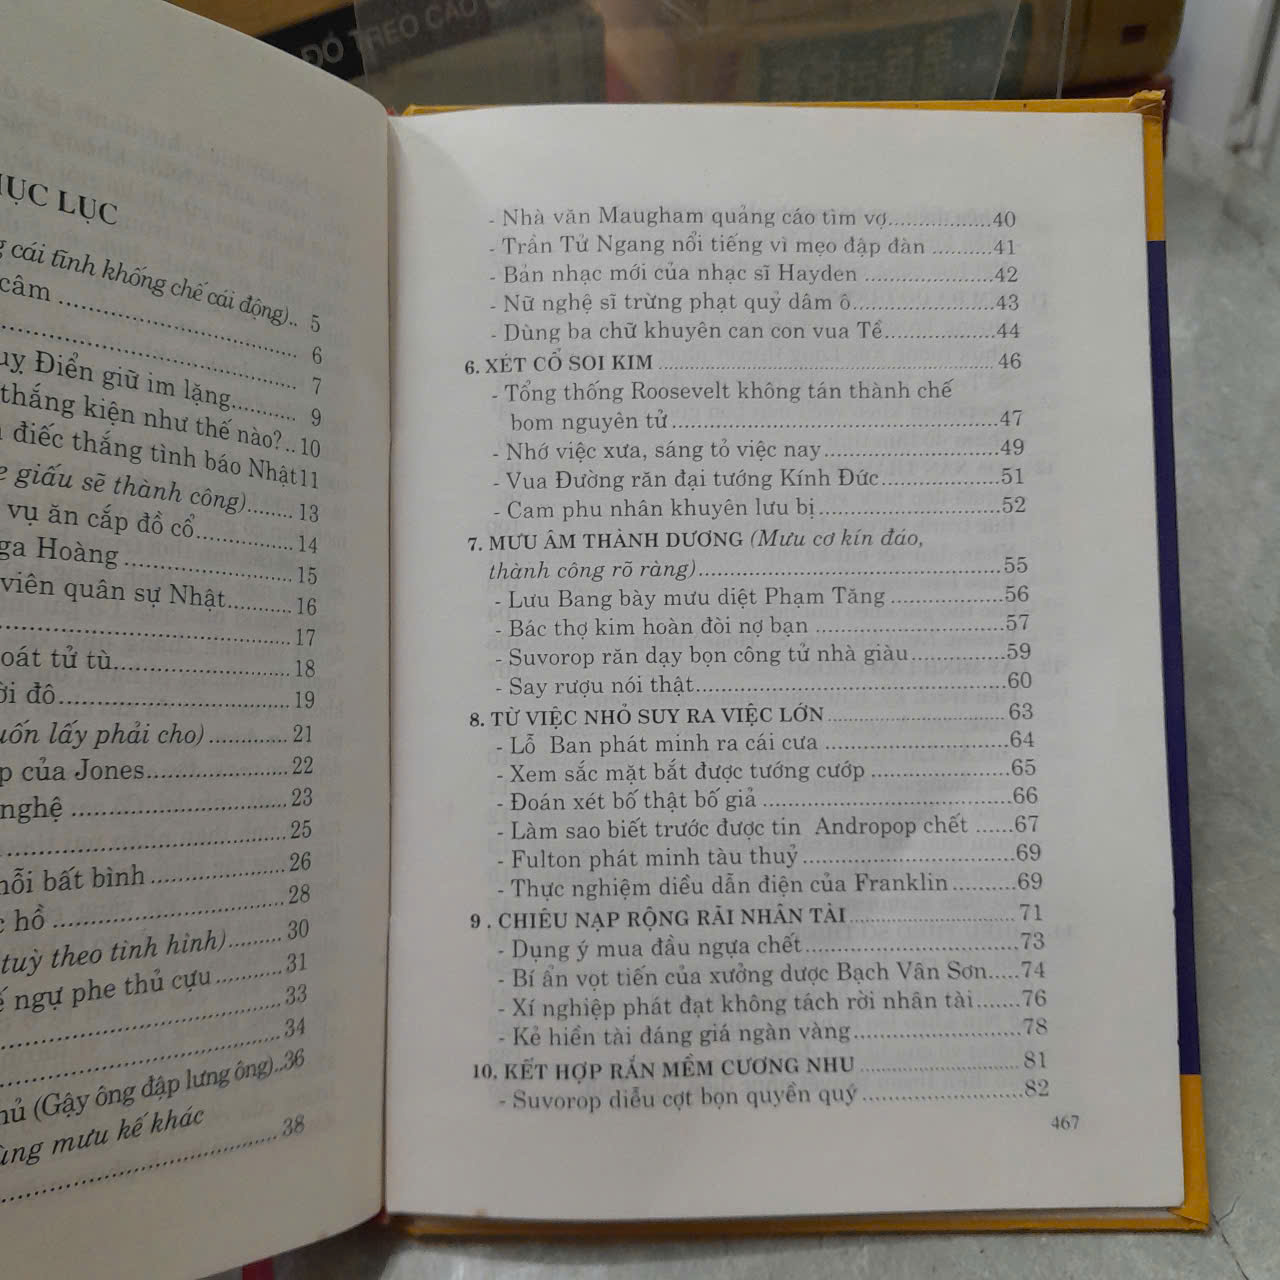 ĐỎ TREO CAO
MỤC LỤC
cái tĩnh khống chế cái động).. 5
câm ........ 6
........ 7
Điển giữ im lặng.......... 9
thắng kiện như thế nào?.. 10
điếc thắng tình báo Nhật 11
giấu sẽ thành công)........ 13
vụ ăn cắp đồ cổ........ 14
Hoàng ........ 15
viên quân sự Nhật........ 16
........ 17
tử tù........ 18
đô........ 19
lấy phải cho) ........ 21
của Jones........ 22
nghệ ........ 23
........ 25
bất bình ........ 26
hồ ........ 28
tuỳ theo tình hình)........ 30
ngự phe thủ cựu ........ 31
........ 33
........ 34
(Gậy ông đập lưng ông)..36
mưu kế khác
........ 38
- Nhà văn Maugham quảng cáo tìm vợ........40
- Trần Tử Ngang nổi tiếng vì mẹo đập đàn ........41
- Bản nhạc mới của nhạc sĩ Hayden ........42
- Nữ nghệ sĩ trừng phạt quỷ dâm ô........43
- Dùng ba chữ khuyên can con vua Tề........44
6. XÉT CỔ SOI KIM ........ 46
- Tổng thống Roosevelt không tán thành chế
bom nguyên tử ........47
- Nhớ việc xưa, sáng tỏ việc nay ........49
- Vua Đường răn đại tướng Kính Đức........51
- Cam phu nhân khuyên lưu bị ........52
7. MƯU ÂM THÀNH DƯƠNG (Mưu cơ kín đáo,
thành công rõ ràng)........55
- Lưu Bang bày mưu diệt Phạm Tăng ........56
- Bác thợ kim hoàn đòi nợ bạn ........57
- Suvorop răn dạy bọn công tử nhà giàu........59
- Say rượu nói thật........60
8. TỪ VIỆC NHỎ SUY RA VIỆC LỚN ........ 63
- Lỗ Ban phát minh ra cái cưa ........64
- Xem sắc mặt bắt được tướng cướp ........65
- Đoán xét bố thật bố giả ........66
- Làm sao biết trước được tin Andropop chết ......67
- Fulton phát minh tàu thuỷ ........69
- Thực nghiệm diều dẫn điện của Franklin ........69
9 . CHIÊU NẠP RỘNG RÃI NHÂN TÀI ........ 71
- Dụng ý mua đầu ngựa chết........73
- Bí ẩn vọt tiến của xưởng dược Bạch Vân Sơn.....74
- Xí nghiệp phát đạt không tách rời nhân tài.......76
- Kẻ hiền tài đáng giá ngàn vàng........78
10. KẾT HỢP RẮN MỀM CƯƠNG NHU ........ 81
- Suvorop diễu cợt bọn quyền quý ........82
467